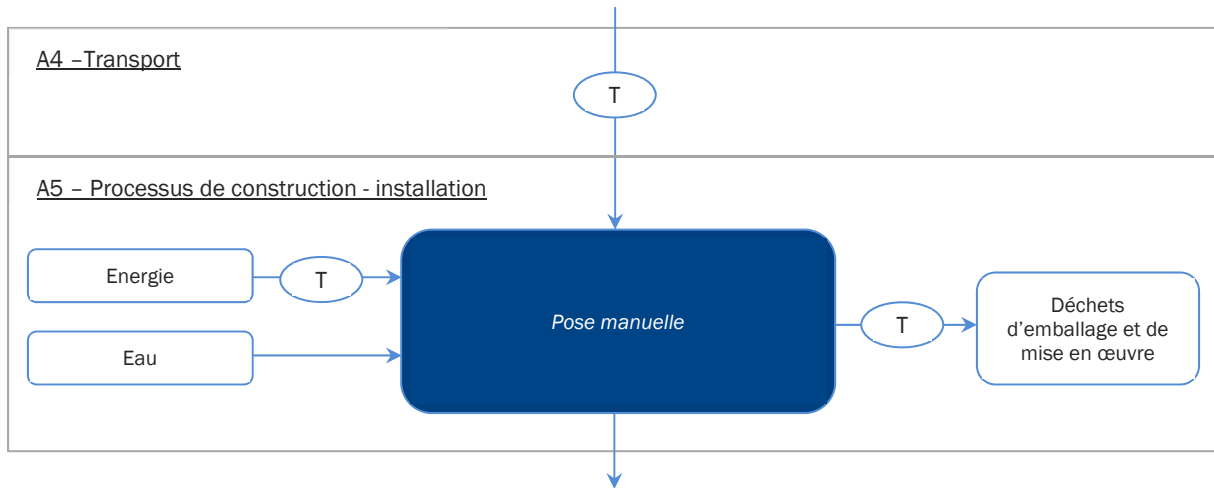 A4 –Transport
T
A5 – Processus de construction - installation
Energie
T
Eau
Pose manuelle
T
Déchets
d'emballage et de
mise en œuvre